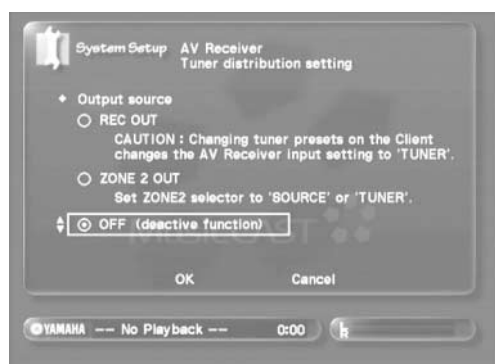 System Setup AV Receiver
Tuner distribution setting
Output source
REC OUT
CAUTION : Changing tuner presets on the Client
changes the AV Receiver input setting to 'TUNER'.
ZONE 2 OUT
Set ZONE2 selector to 'SOURCE' or 'TUNER'.
OFF (deactive function)
MUSICCAST
OK Cancel
YAMAHA -- No Playback -- 0:00